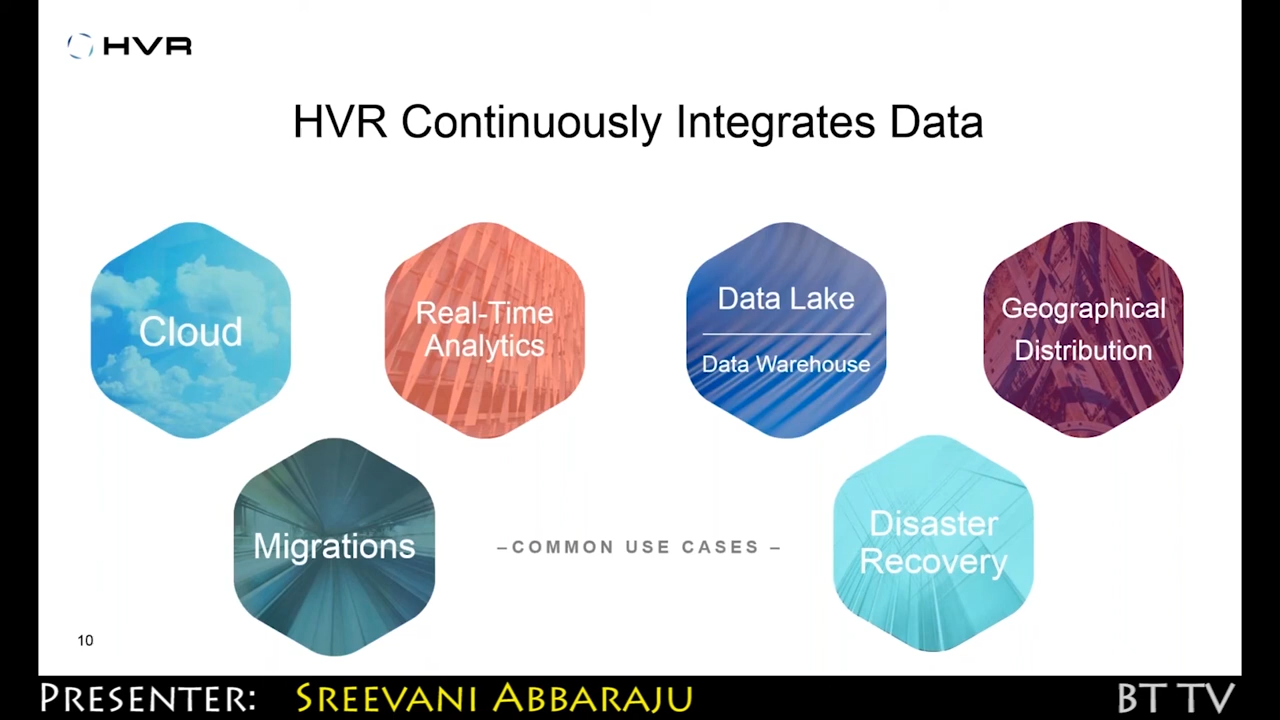 HVR
HVR Continuously Integrates Data
Cloud
Real-Time
Analytics
Data Lake
Data Warehouse
Geographical
Distribution
Migrations
–COMMON USE CASES –
Disaster
Recovery
10
PRESENTER: SREEVANI ABBARAJU
BT TV